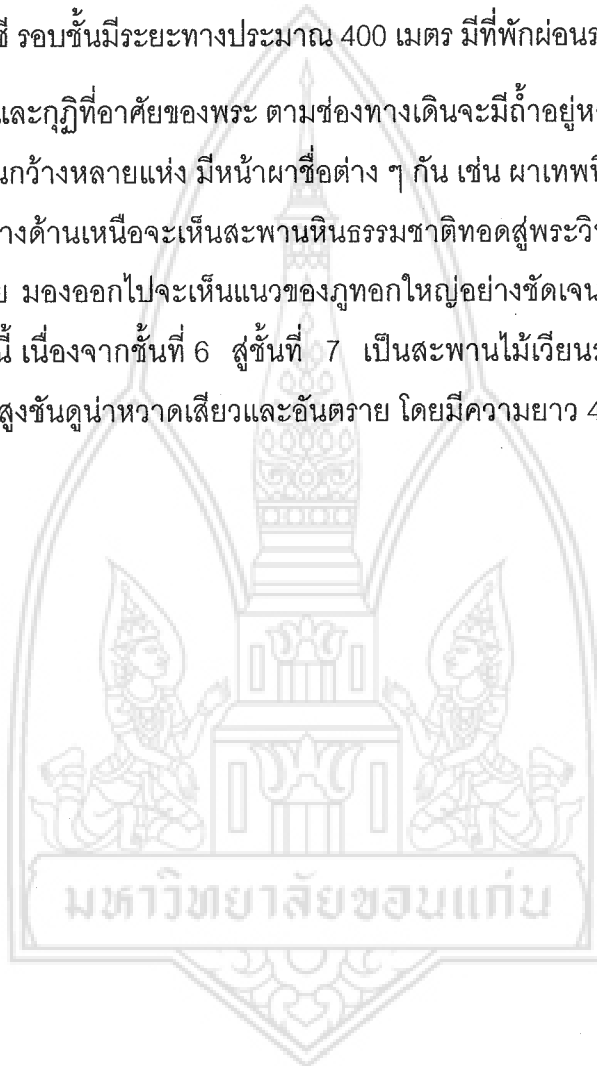 ชี รอบชั้นมีระยะทางประมาณ 400 เมตร มีที่พักผ่อนร
และกุฏิที่อาศัยของพระ ตามช่องทางเดินจะมีถ้ำอยู่ห
นกว้างหลายแห่ง มีหน้าผาชื่อต่าง ๆ กัน เช่น ผาเทพนิ
างด้านเหนือจะเห็นสะพานหินธรรมชาติทอดสู่พระวิ
ย มองออกไปจะเห็นแนวของภูทอกใหญ่อย่างชัดเจน
นี้ เนื่องจากชั้นที่ 6 สู่ชั้นที่ 7 เป็นสะพานไม้เวียน
สูงชันดูน่าหวาดเสียวและอันตราย โดยมีความยาว 4
มหาวิทยาลัยขอนแก่น